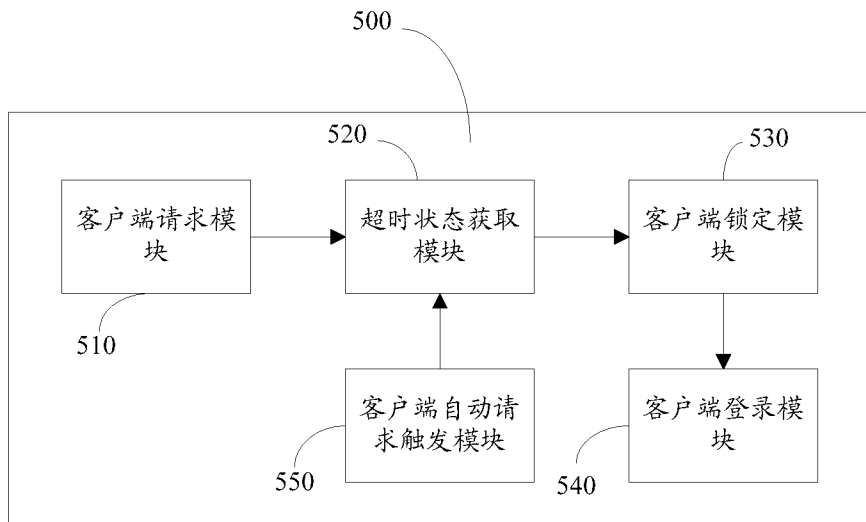 500
520
530
客户端请求模
块
超时状态获取
模块
客户端锁定模
块
510
客户端自动请
求触发模块
客户端登录模
块
550
540